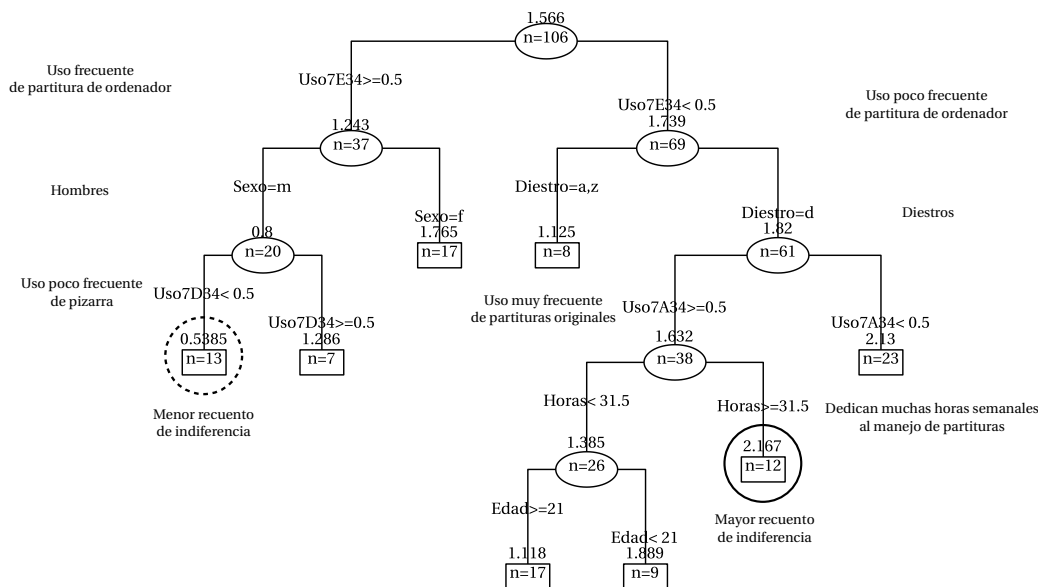 1.566
n=106
Uso frecuente
de partitura de ordenador
Uso7E34>=0.5
Uso7E34< 0.5
Uso poco frecuente
de partitura de ordenador
1.243
n=37
1.739
n=69
Hombres
Sexo=m
Sexo=f
Diestro=a,z
Diestro=d
Diestros
0.8
n=20
1.765
n=17
1.125
n=8
1.82
n=61
Uso poco frecuente
de pizarra
Uso7D34< 0.5
Uso7D34>=0.5
Uso muy frecuente
de partituras originales
Uso7A34>=0.5
Uso7A34< 0.5
0.5385
n=13
1.286
n=7
1.632
n=38
2.13
n=23
Menor recuento
de indiferencia
Horas< 31.5
Horas>=31.5
Dedican muchas horas semanales
al manejo de partituras
1.385
n=26
2.167
n=12
Edad>=21
Edad< 21
Mayor recuento
de indiferencia
1.118
n=17
1.889
n=9